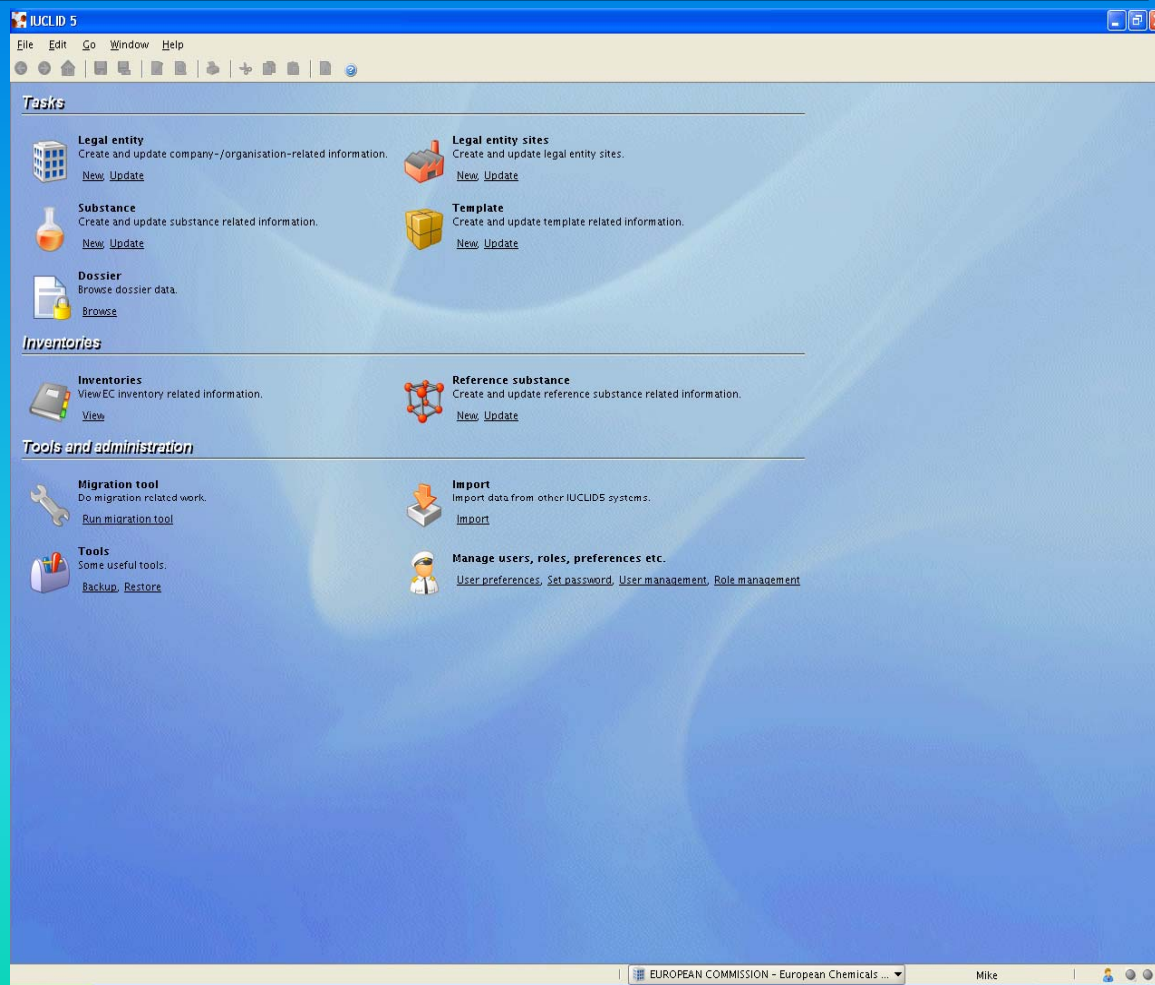 IUCLID 5
File Edit Go Window Help
Tasks
Legal entity
Create and update company-/organisation-related information.
New, Update
Legal entity sites
Create and update legal entity sites.
New, Update
Substance
Create and update substance related information.
New, Update
Template
Create and update template related information.
New, Update
Dossier
Browse dossier data.
Browse
Inventories
Inventories
View EC inventory related information.
View
Reference substance
Create and update reference substance related information.
New, Update
Tools and administration
Migration tool
Do migration related work.
Run migration tool
Import
Import data from other IUCLID5 systems.
Import
Tools
Some useful tools.
Backup, Restore
Manage users, roles, preferences etc.
User preferences, Set password, User management, Role management
EUROPEAN COMMISSION - European Chemicals ...
Mike